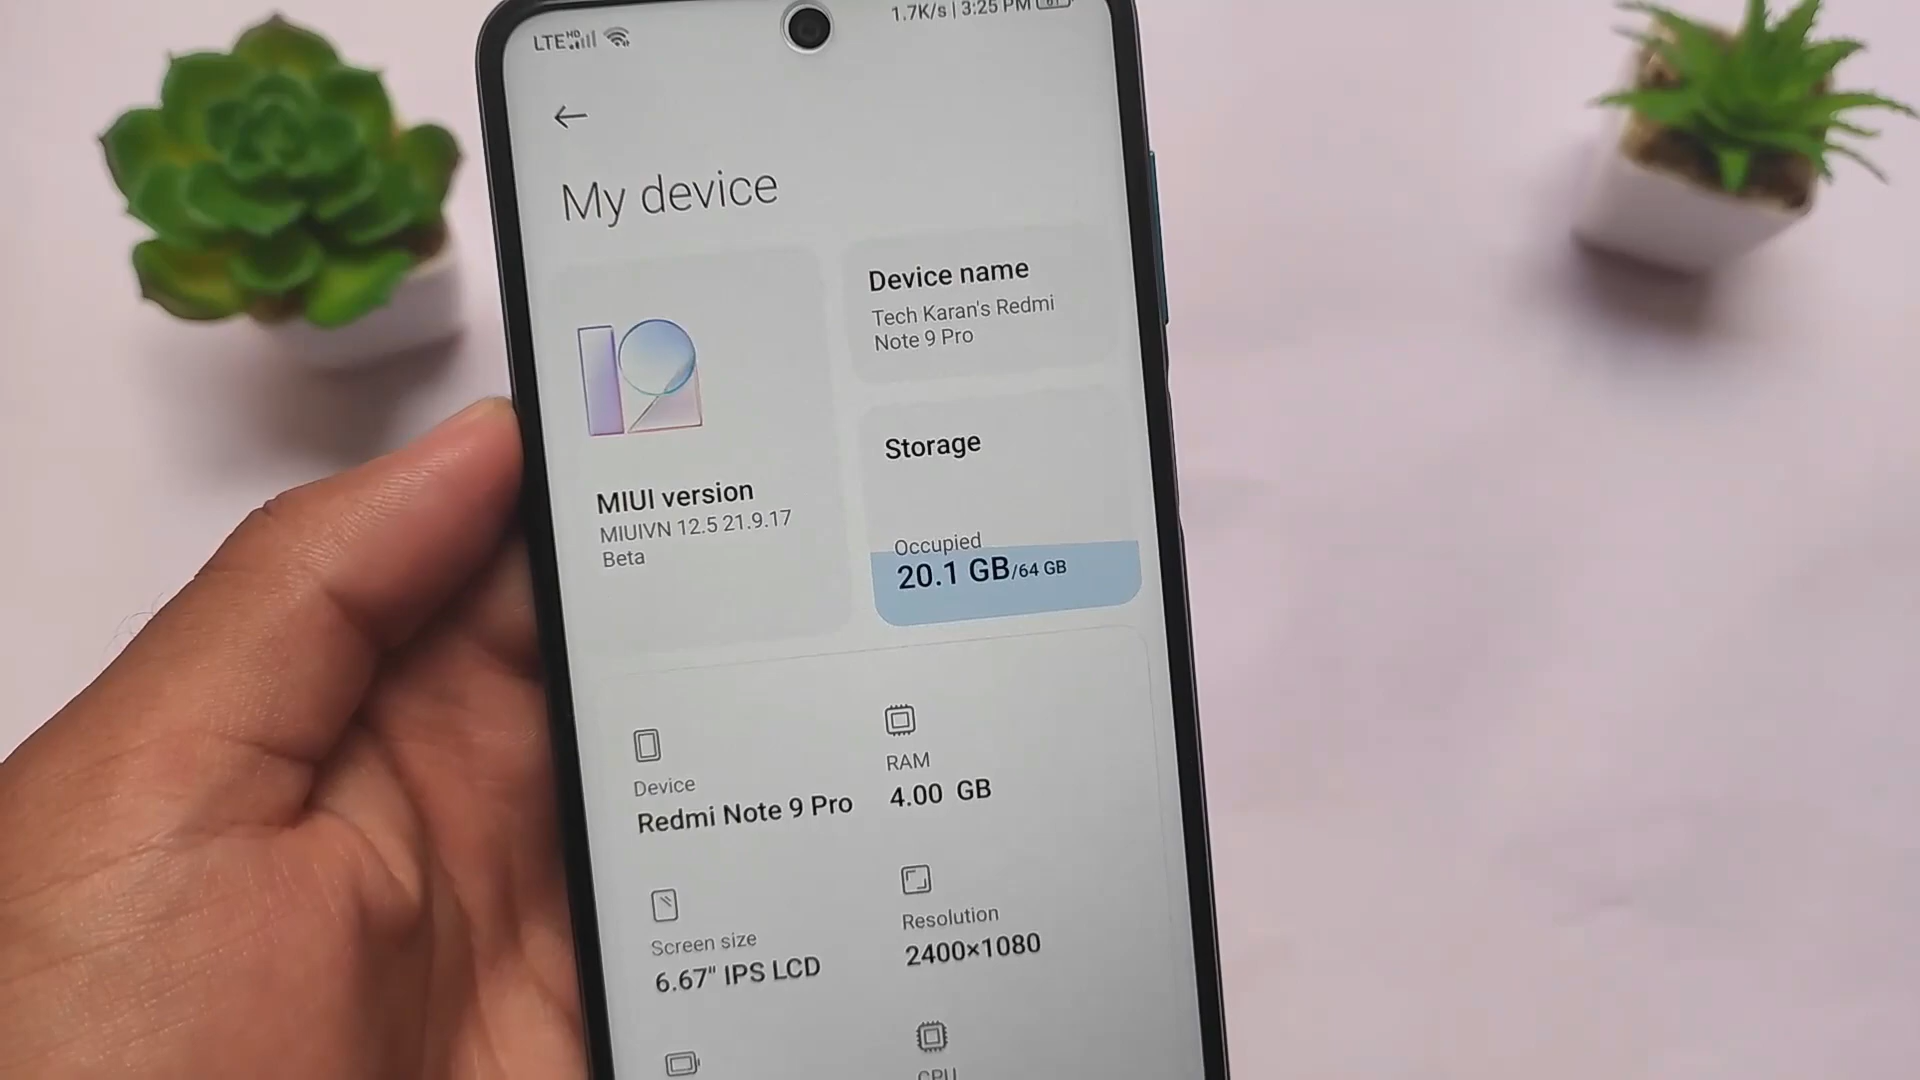 LTE HD
1.7K/s | 3:25 PM
My device
Device name
Tech Karan's Redmi
Note 9 Pro
MIUI version
MIUIVN 12.5 21.9.17
Beta
Storage
Occupied
20.1 GB/64 GB
Device
Redmi Note 9 Pro
RAM
4.00 GB
Screen size
6.67" IPS LCD
Resolution
2400×1080
CPU